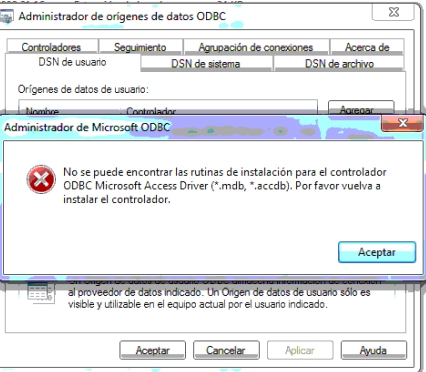 Administrador de orígenes de datos ODBC
Controladores Seguimiento Agrupación de conexiones Acerca de
DSN de usuario DSN de sistema DSN de archivo
Orígenes de datos de usuario:
Nombre Controlador Agregar
Administrador de Microsoft ODBC
No se puede encontrar las rutinas de instalación para el controlador
ODBC Microsoft Access Driver (*.mdb, *.accdb). Por favor vuelva a
instalar el controlador.
Aceptar
al proveedor de datos indicado. Un Origen de datos de usuario sólo es
visible y utilizable en el equipo actual por el usuario indicado.
Aceptar Cancelar Aplicar Ayuda